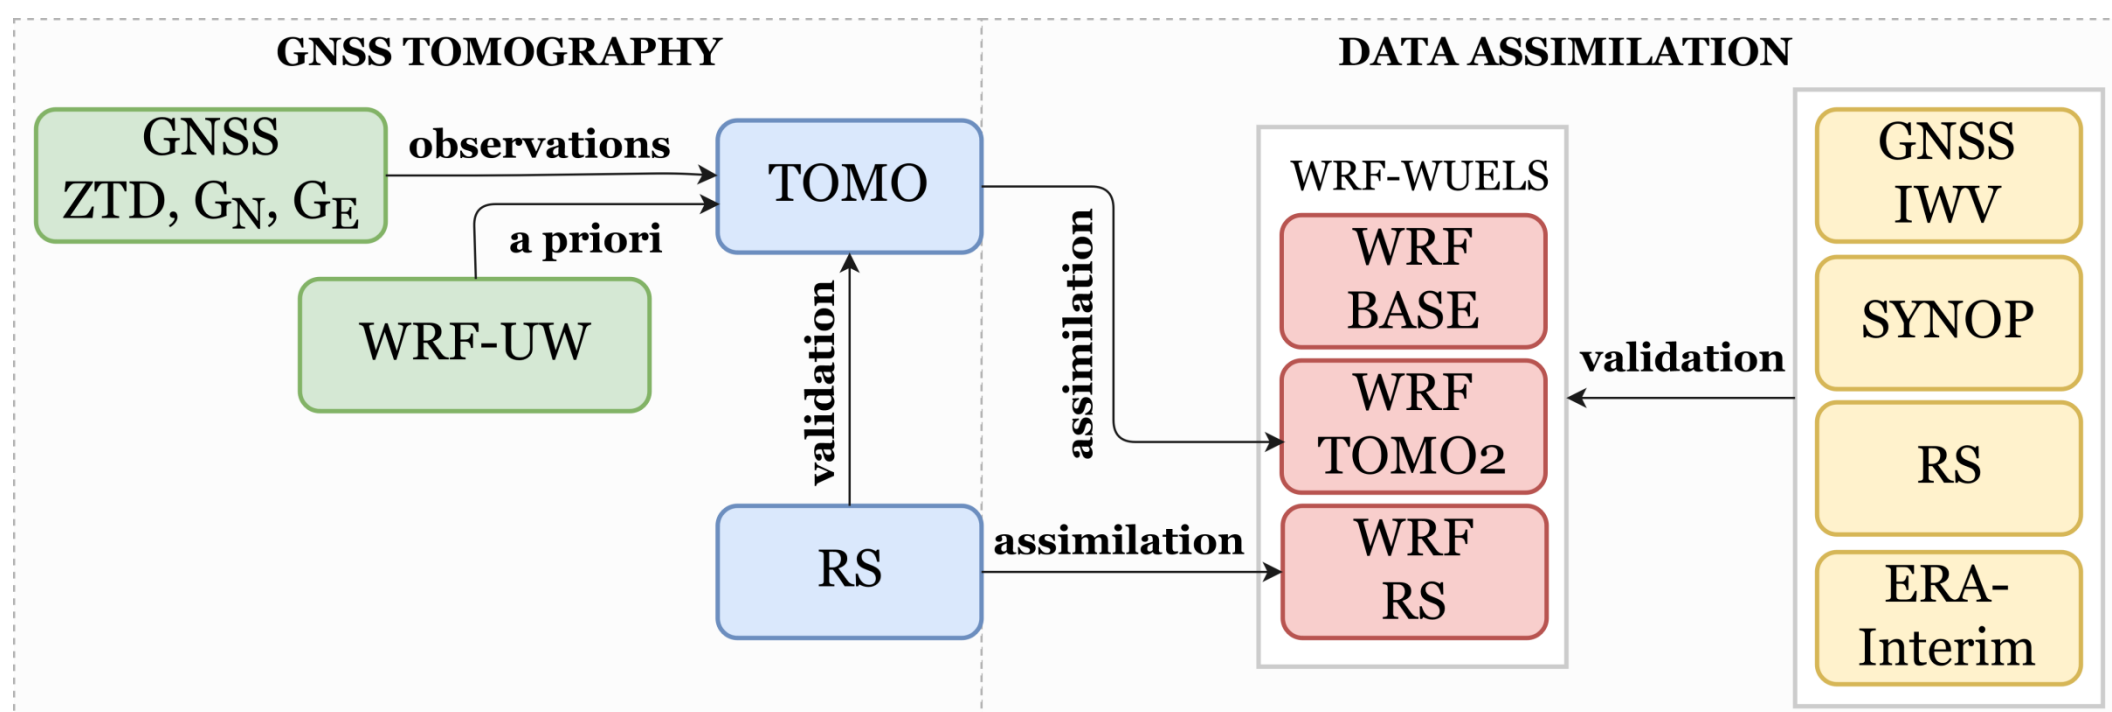 GNSS TOMOGRAPHY
GNSS
ZTD, GN, GE
observations
a priori
WRF-UW
TOMO
validation
RS
DATA ASSIMILATION
assimilation
assimilation
WRF-WUELS
WRF
BASE
WRF
TOMO2
WRF
RS
validation
GNSS
IWV
SYNOP
RS
ERA-
Interim